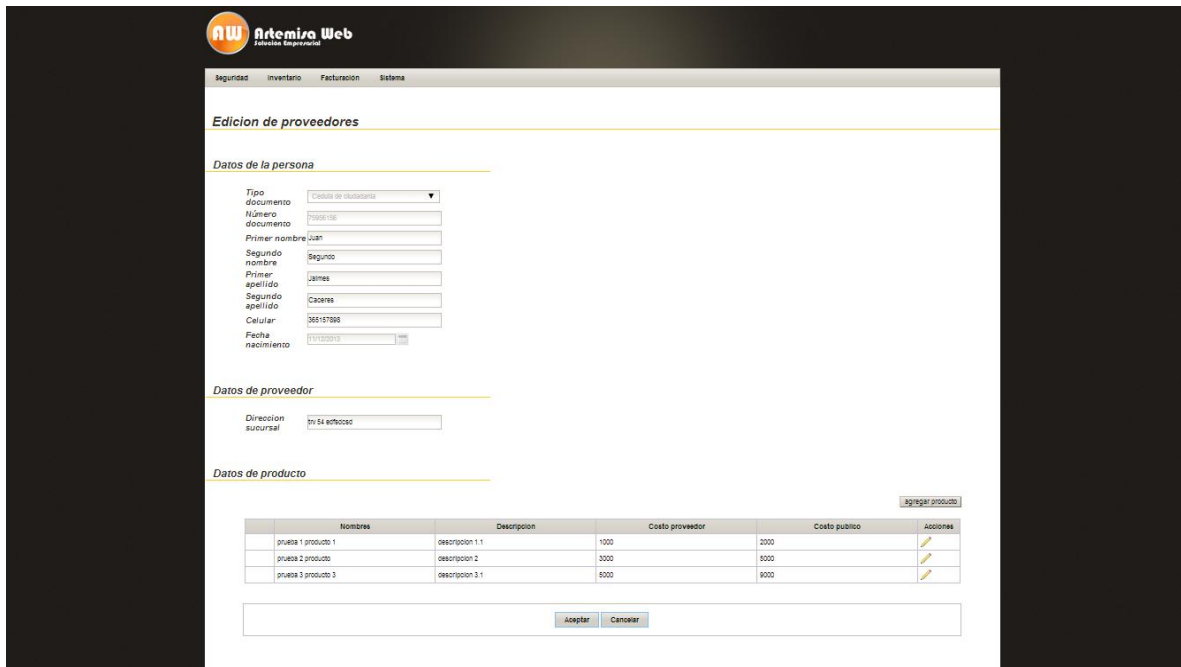 AW Artemisa Web
Solución Empresarial
Seguridad Inventario Facturación Sistema
Edicion de proveedores
Datos de la persona
Tipo documento Cedula de ciudadania
Número documento
Primer nombre Juan
Segundo nombre Segundo
Primer apellido Jaimes
Segundo apellido Caceres
Celular 365157898
Fecha nacimiento 11/12/2013
Datos de proveedor
Direccion sucursal trv 54
Datos de producto
agregar producto
Nombres Descripcion Costo proveedor Costo publico Acciones
prueba 1 producto 1 descripcion 1.1 1000 2000
prueba 2 producto descripcion 2 3000 5000
prueba 3 producto 3 descripcion 3.1 5000 9000
Aceptar Cancelar